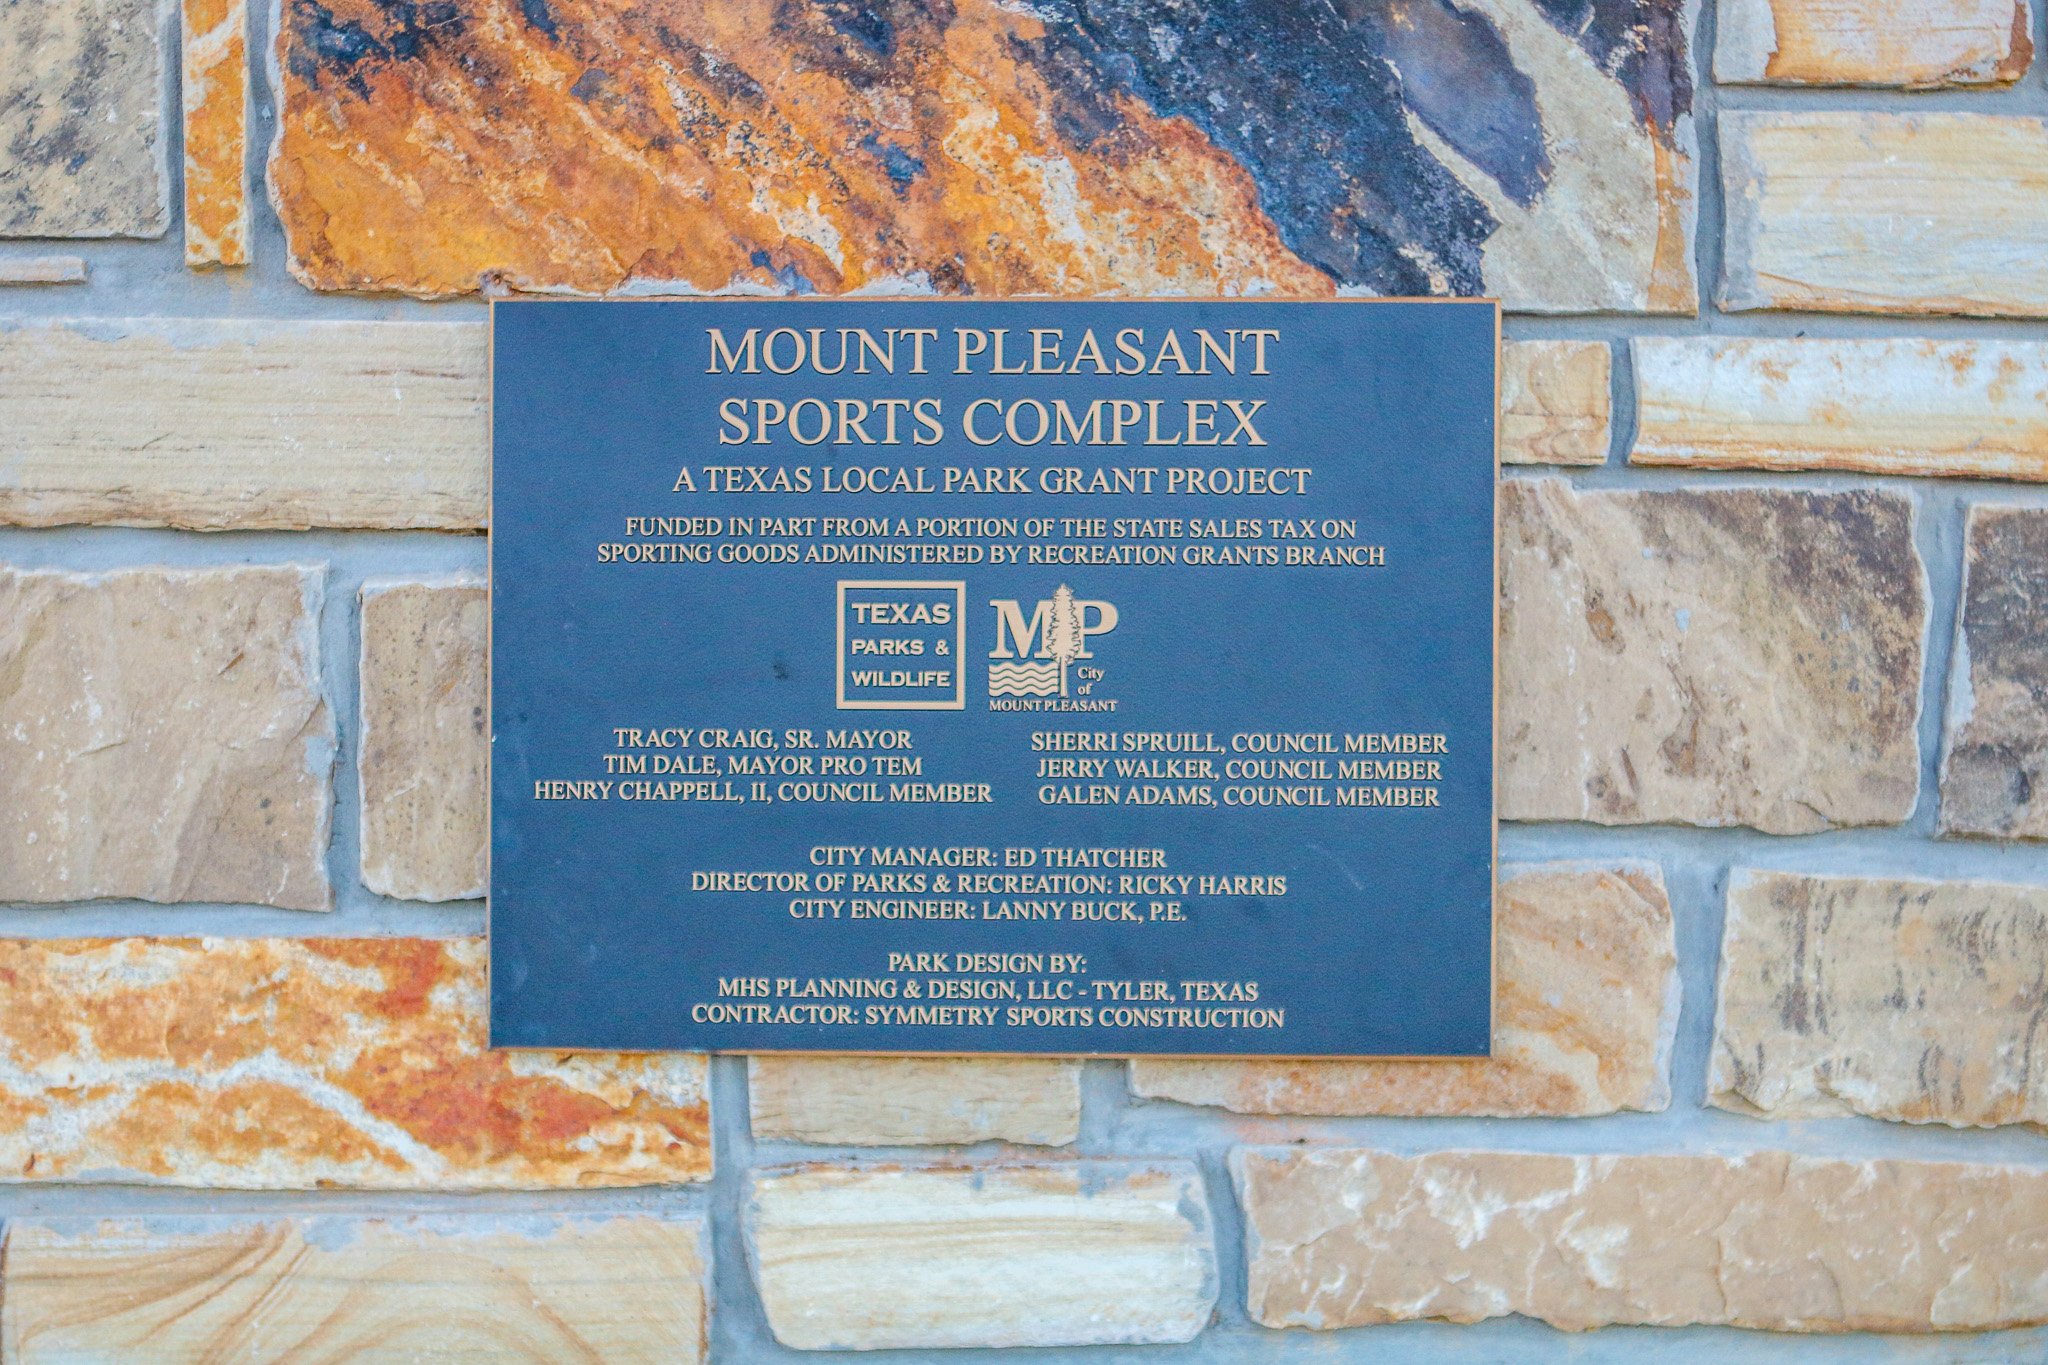 MOUNT PLEASANT
SPORTS COMPLEX
A TEXAS LOCAL PARK GRANT PROJECT
FUNDED IN PART FROM A PORTION OF THE STATE SALES TAX ON
SPORTING GOODS ADMINISTERED BY RECREATION GRANTS BRANCH
TEXAS
PARKS &
WILDLIFE
MP
City
of
MOUNT PLEASANT
TRACY CRAIG, SR. MAYOR
TIM DALE, MAYOR PRO TEM
HENRY CHAPPELL, II, COUNCIL MEMBER
SHERRI SPRUILL, COUNCIL MEMBER
JERRY WALKER, COUNCIL MEMBER
GALEN ADAMS, COUNCIL MEMBER
CITY MANAGER: ED THATCHER
DIRECTOR OF PARKS & RECREATION: RICKY HARRIS
CITY ENGINEER: LANNY BUCK, P.E.
PARK DESIGN BY:
MHS PLANNING & DESIGN, LLC - TYLER, TEXAS
CONTRACTOR: SYMMETRY SPORTS CONSTRUCTION